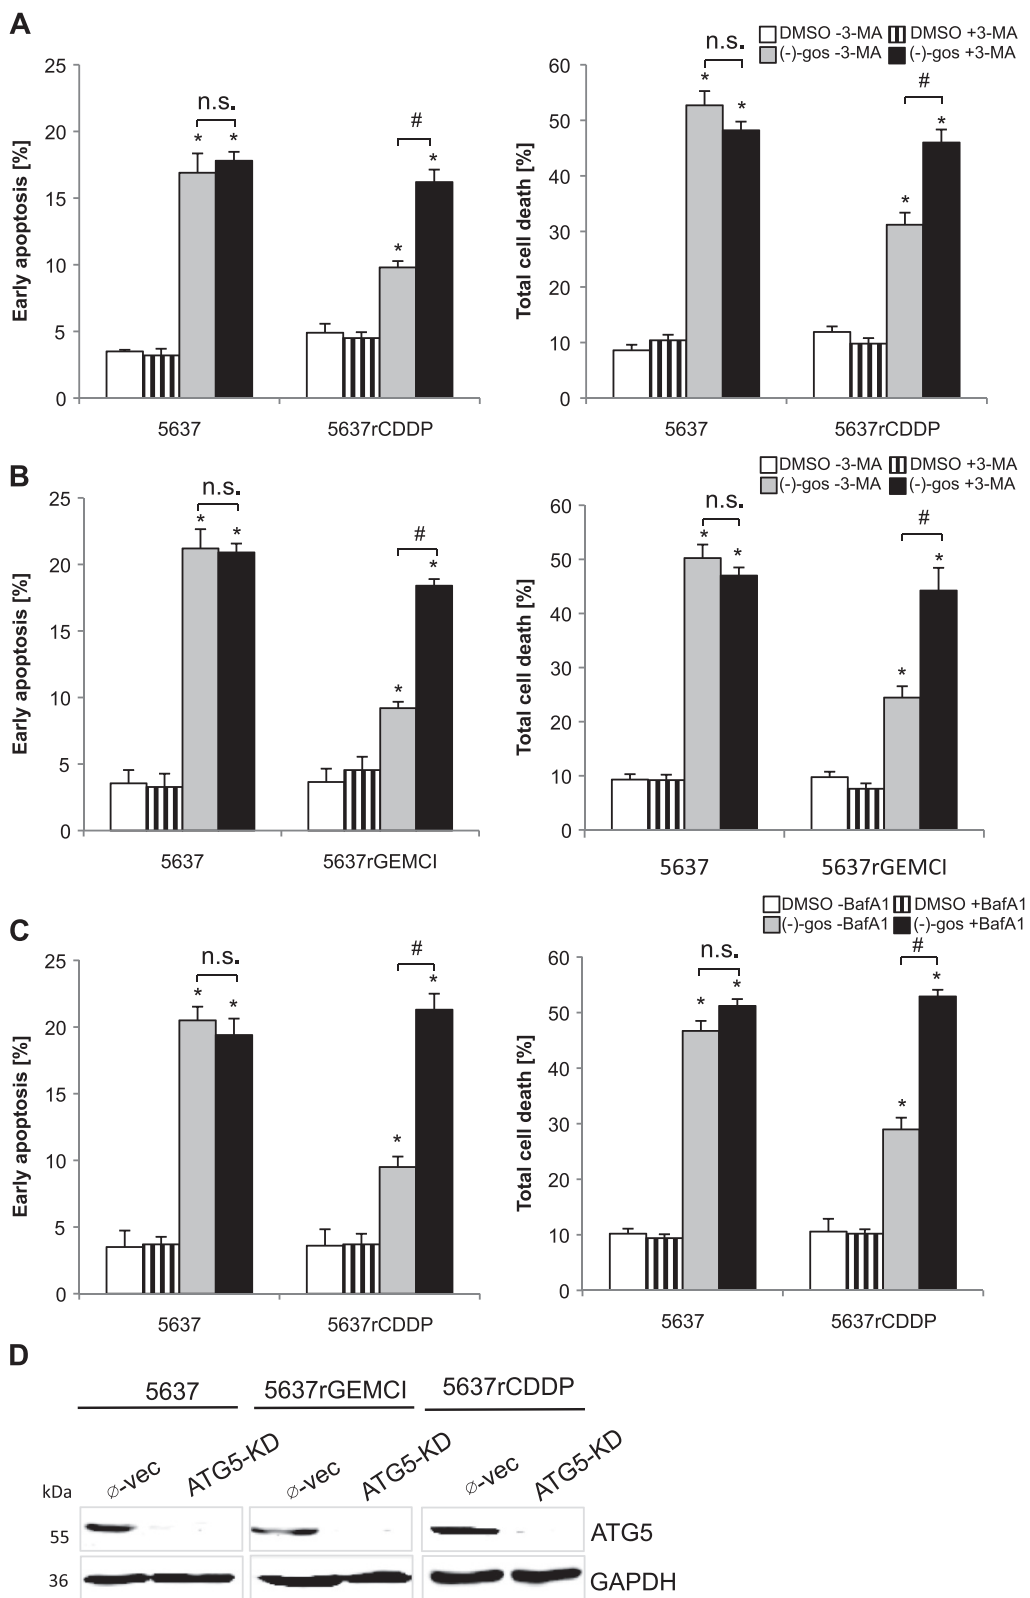 A
DMSO -3-MA DMSO +3-MA
(-)-gos -3-MA (-)-gos +3-MA
Early apoptosis [%]
25
20
15
10
5
0
n.s.
* *
#
*
*
5637 5637rCDDP
Total cell death [%]
60
50
40
30
20
10
0
n.s.
* *
#
*
*
5637 5637rCDDP
B
DMSO -3-MA DMSO +3-MA
(-)-gos -3-MA (-)-gos +3-MA
Early apoptosis [%]
25
20
15
10
5
0
n.s.
* *
#
*
*
5637 5637rGEMCI
Total cell death [%]
60
50
40
30
20
10
0
n.s.
* *
#
*
*
5637 5637rGEMCI
C
DMSO -BafA1 DMSO +BafA1
(-)-gos -BafA1 (-)-gos +BafA1
Early apoptosis [%]
25
20
15
10
5
0
n.s.
* *
#
*
*
5637 5637rCDDP
Total cell death [%]
60
50
40
30
20
10
0
n.s.
* *
#
*
*
5637 5637rCDDP
D
5637 5637rGEMCI 5637rCDDP
ø-vec ATG5-KD ø-vec ATG5-KD ø-vec ATG5-KD
kDa
55 ATG5
36 GAPDH